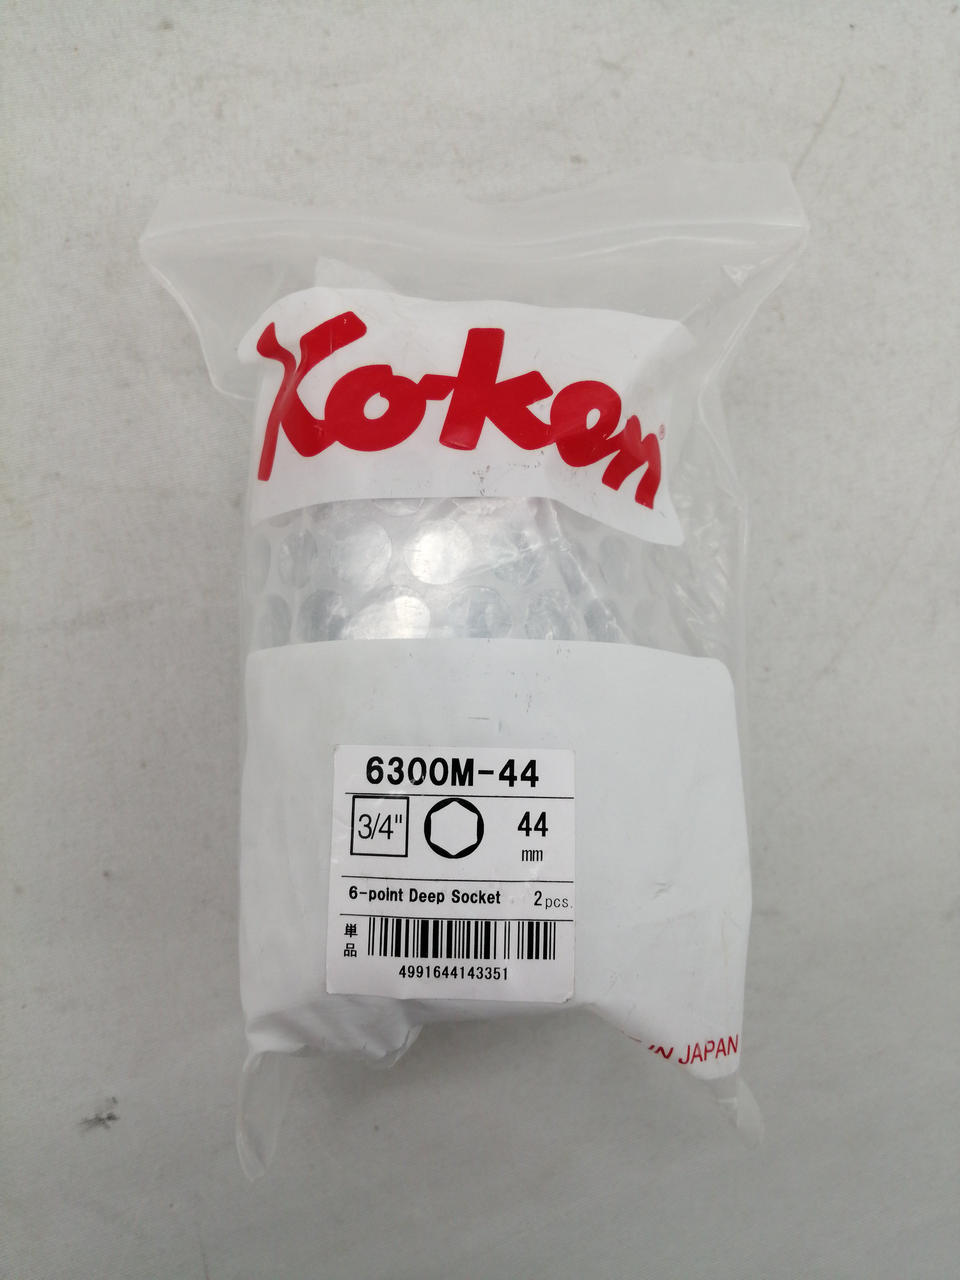 Ko-ken®
6300M-44
3/4"
44
mm
6-point Deep Socket 2pcs.
単
品
4991644143351
IN JAPAN